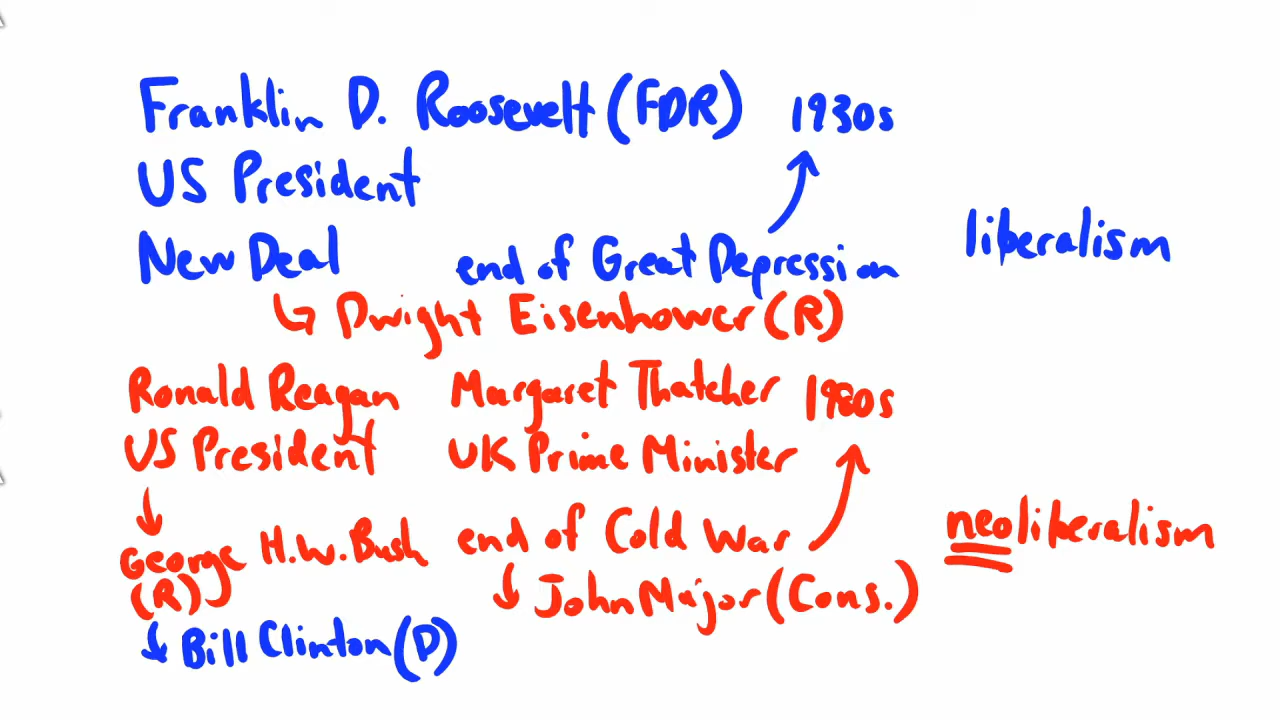 Franklin D. Roosevelt (FDR) 1930s
US President
New Deal end of Great Depression liberalism
↳ Dwight Eisenhower (R)
Ronald Reagan Margaret Thatcher 1980s
US President UK Prime Minister
George H.W. Bush end of Cold War neoliberalism
(R) John Major (Cons.)
Bill Clinton (D)